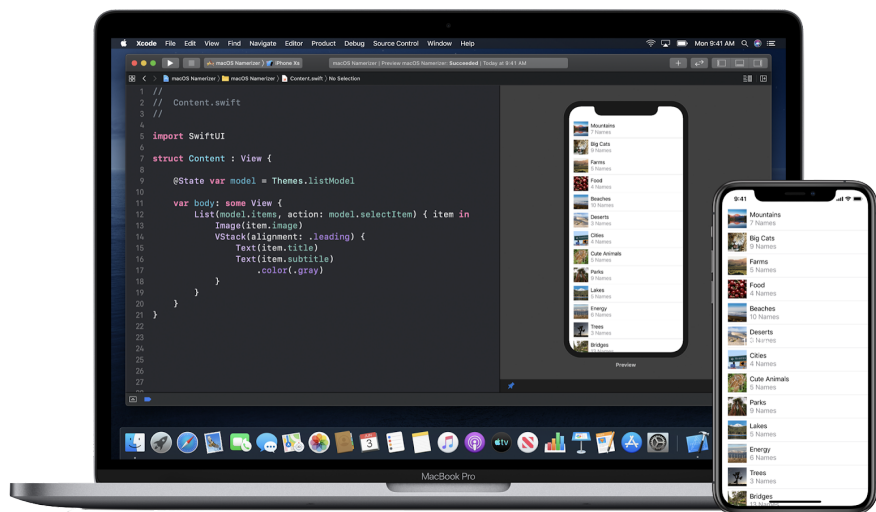 Xcode File Edit View Find Navigate Editor Product Debug Source Control Window Help Mon 9:41 AM
macOS Namerizer iPhone Xs
macOS Namerizer | Preview macOS Namerizer: Succeeded | Today at 9:41 AM
macOS Namerizer macOS Namerizer Content.swift No Selection
1 //
2 // Content.swift
3 //
4
5 import SwiftUI
6
7 struct Content : View {
8
9 @State var model = Themes.listModel
10
11 var body: some View {
12 List(model.items, action: model.selectItem) { item in
13 Image(item.image)
14 VStack(alignment: .leading) {
15 Text(item.title)
16 Text(item.subtitle)
17 .color(.gray)
18 }
19 }
20 }
21 }
22
23
24
25
26
27
Mountains
7 Names
Big Cats
9 Names
Farms
5 Names
Food
4 Names
Beaches
10 Names
Deserts
3 Names
Cities
4 Names
Cute Animals
5 Names
Parks
9 Names
Lakes
5 Names
Energy
6 Names
Trees
3 Names
Bridges
13 Names
Preview
3
tv
MacBook Pro
9:41
Mountains
7 Names
Big Cats
9 Names
Farms
5 Names
Food
4 Names
Beaches
10 Names
Deserts
3 Names
Cities
4 Names
Cute Animals
5 Names
Parks
9 Names
Lakes
5 Names
Energy
6 Names
Trees
3 Names
Bridges
13 Names